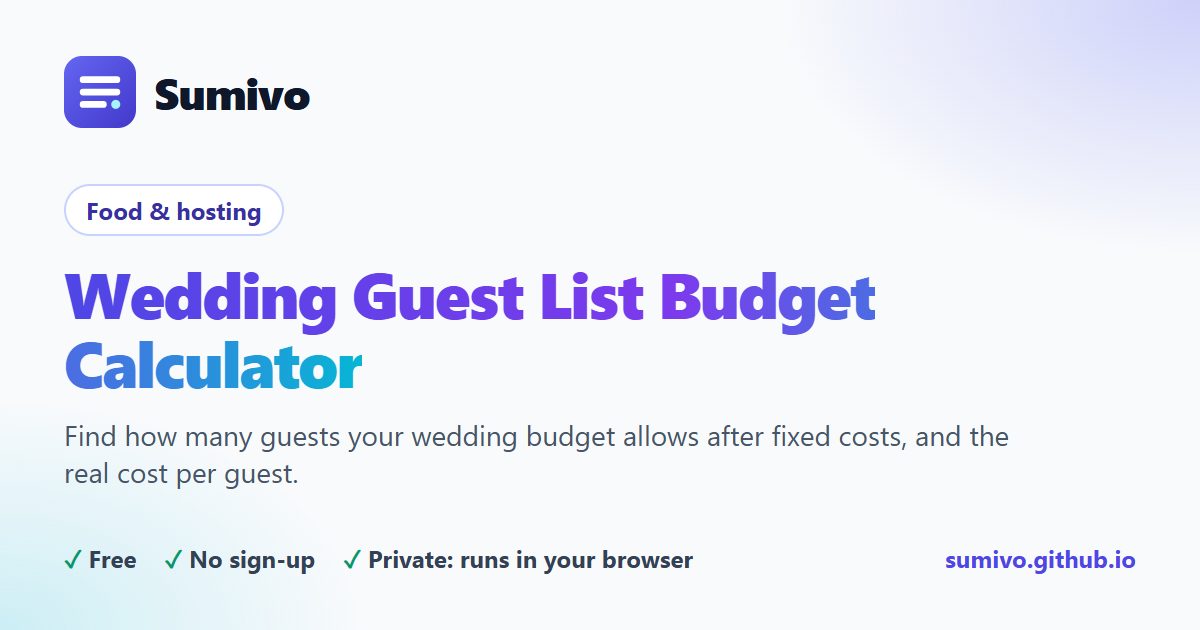 Sumivo
Food & hosting
Wedding Guest List Budget
Calculator
Find how many guests your wedding budget allows after fixed costs, and the
real cost per guest.
✓ Free ✓ No sign-up ✓ Private: runs in your browser
sumivo.github.io